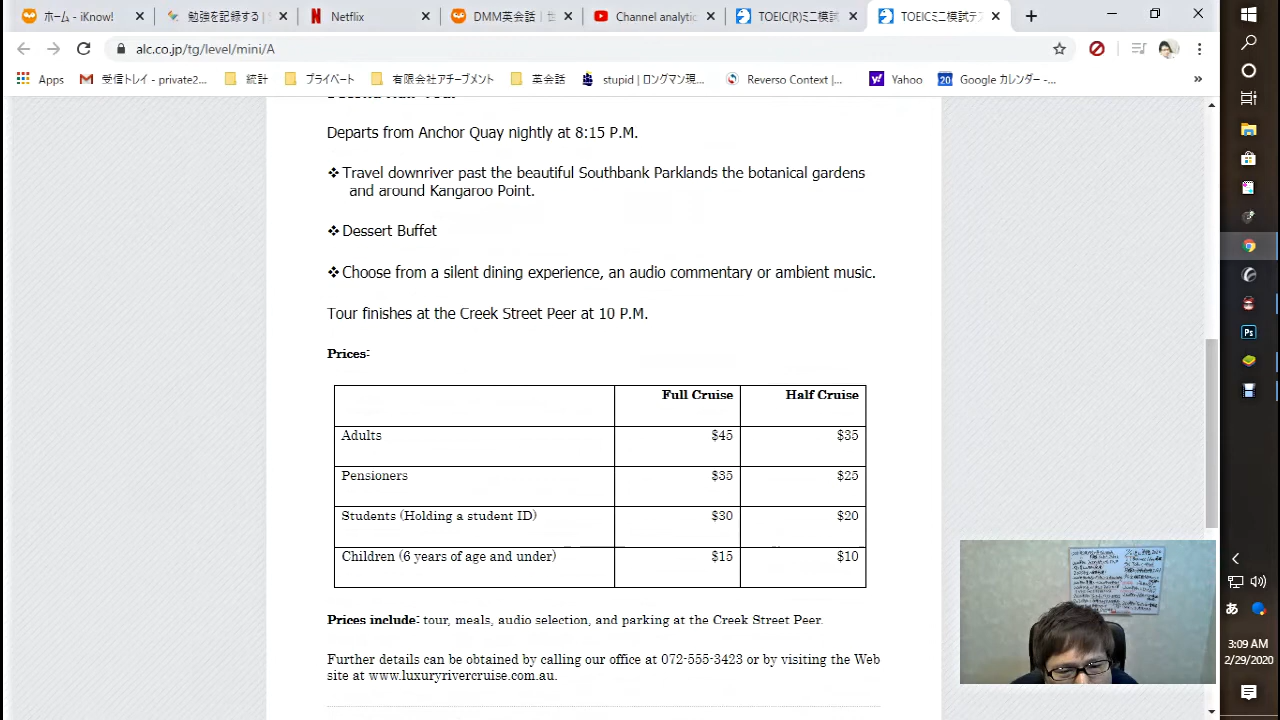 ホーム - iKnow!
勉強を記録する |
Netflix
DMM英会話 |
Channel analytic
TOEIC(R)ミニ模試
TOEICミニ模試テ
alc.co.jp/tg/level/mini/A
Apps
受信トレイ - private2...
統計
プライベート
有限会社アチーブメント
英会話
stupid | ロングマン現...
Reverso Context |...
Yahoo
20
Google カレンダー -...
»
Departs from Anchor Quay nightly at 8:15 P.M.
❖Travel downriver past the beautiful Southbank Parklands the botanical gardens
and around Kangaroo Point.
❖Dessert Buffet
❖Choose from a silent dining experience, an audio commentary or ambient music.
Tour finishes at the Creek Street Peer at 10 P.M.
Prices:
Full Cruise Half Cruise
Adults $45 $35
Pensioners $35 $25
Students (Holding a student ID) $30 $20
Children (6 years of age and under) $15 $10
Prices include: tour, meals, audio selection, and parking at the Creek Street Peer.
Further details can be obtained by calling our office at 072-555-3423 or by visiting the Web
site at www.luxuryrivercruise.com.au.
Ps
あ
3:09 AM
2/29/2020